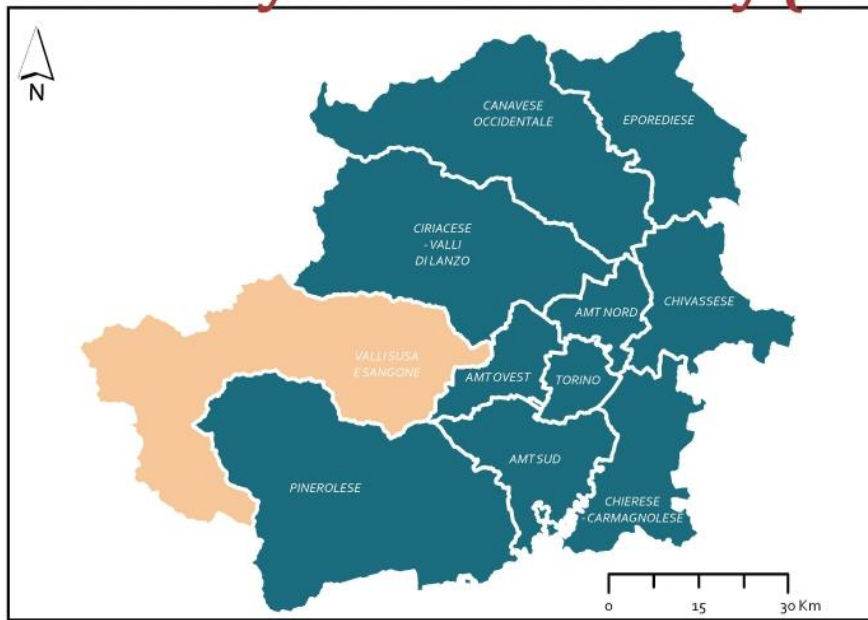 N
CANAVESE
OCCIDENTALE
EPOREDIESE
CIRIACESE
- VALLI
DI LANZO
CHIVASSESE
AMT NORD
VALLI SUSA
E SANGONE
AMT OVEST
TORINO
AMT SUD
PINEROLESE
CHIERESE
- CARMAGNOLESE
0 15 30 Km